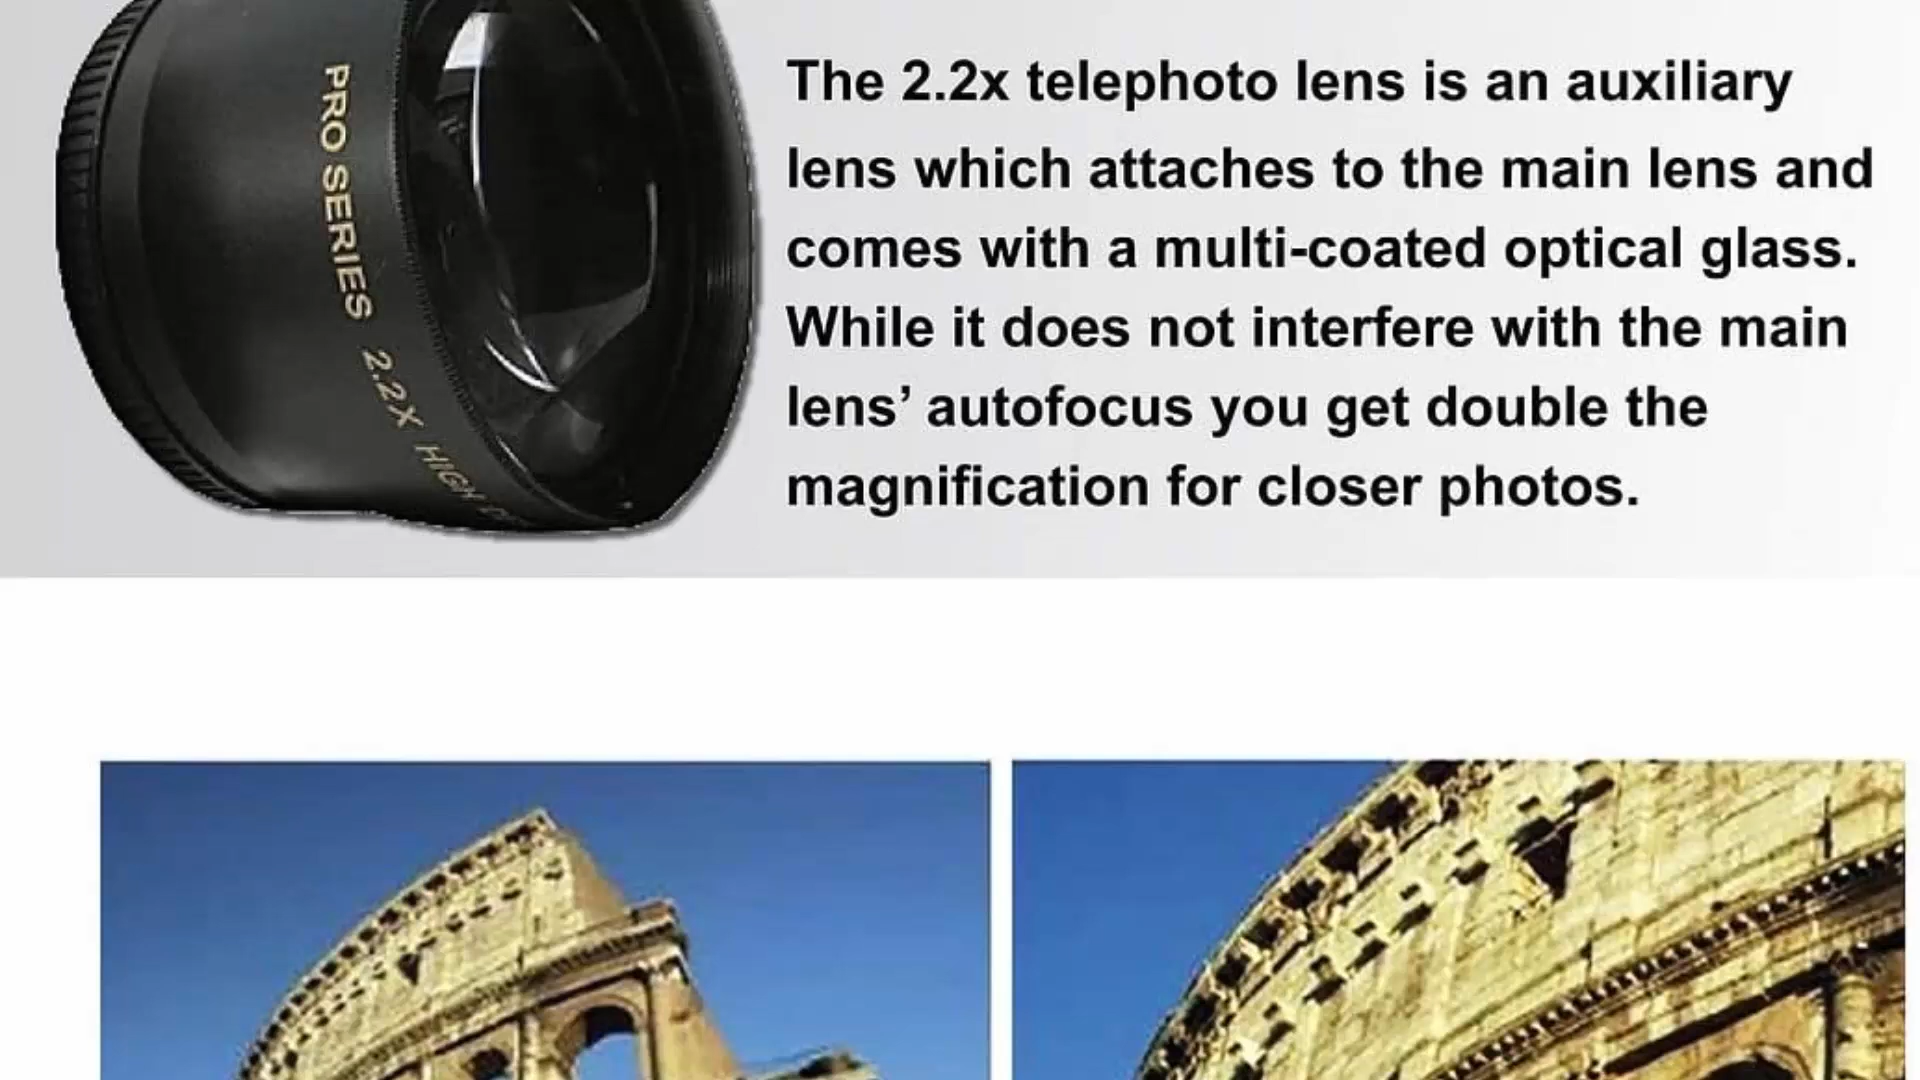 PRO SERIES 2.2X HIGH
The 2.2x telephoto lens is an auxiliary
lens which attaches to the main lens and
comes with a multi-coated optical glass.
While it does not interfere with the main
lens’ autofocus you get double the
magnification for closer photos.